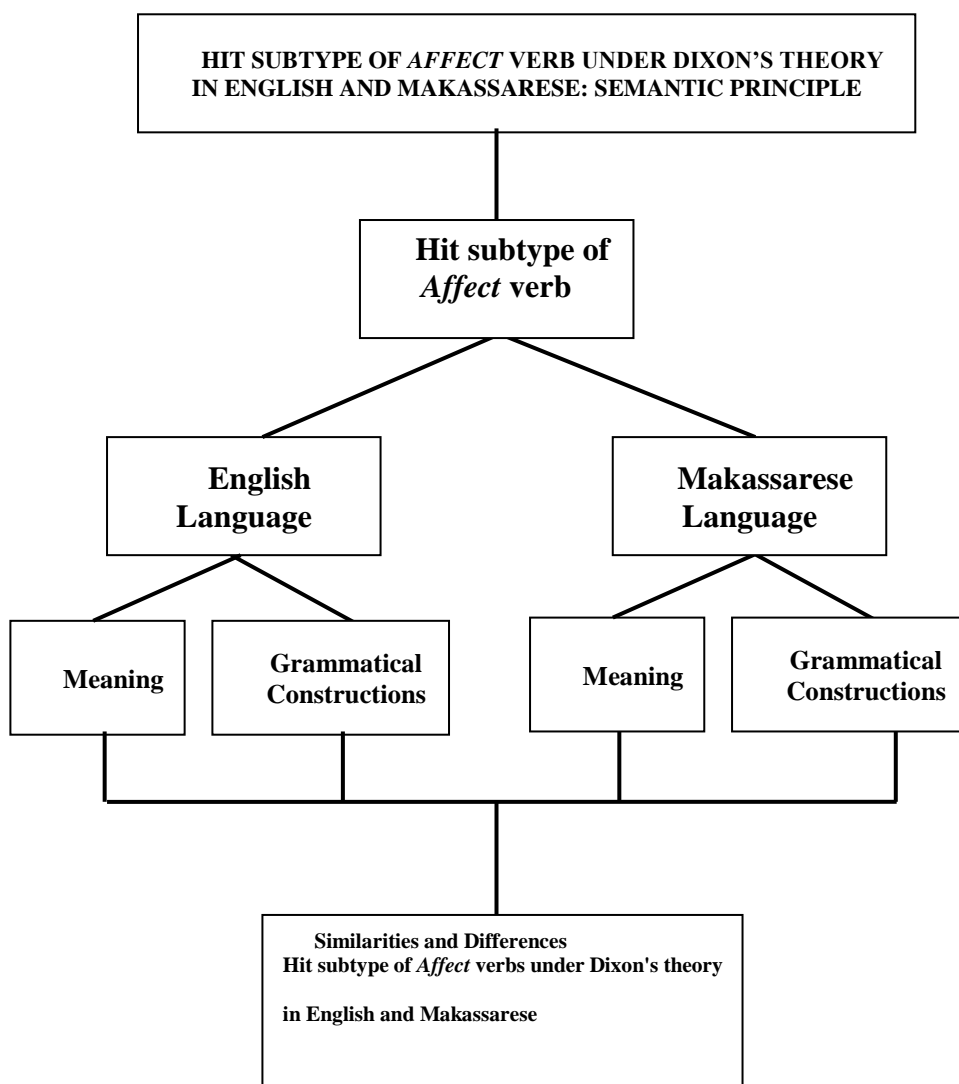 HIT SUBTYPE OF AFFECT VERB UNDER DIXON’S THEORY
IN ENGLISH AND MAKASSARESE: SEMANTIC PRINCIPLE
Hit subtype of
Affect verb
English
Language
Makassarese
Language
Meaning
Grammatical
Constructions
Meaning
Grammatical
Constructions
Similarities and Differences
Hit subtype of Affect verbs under Dixon's theory
in English and Makassarese